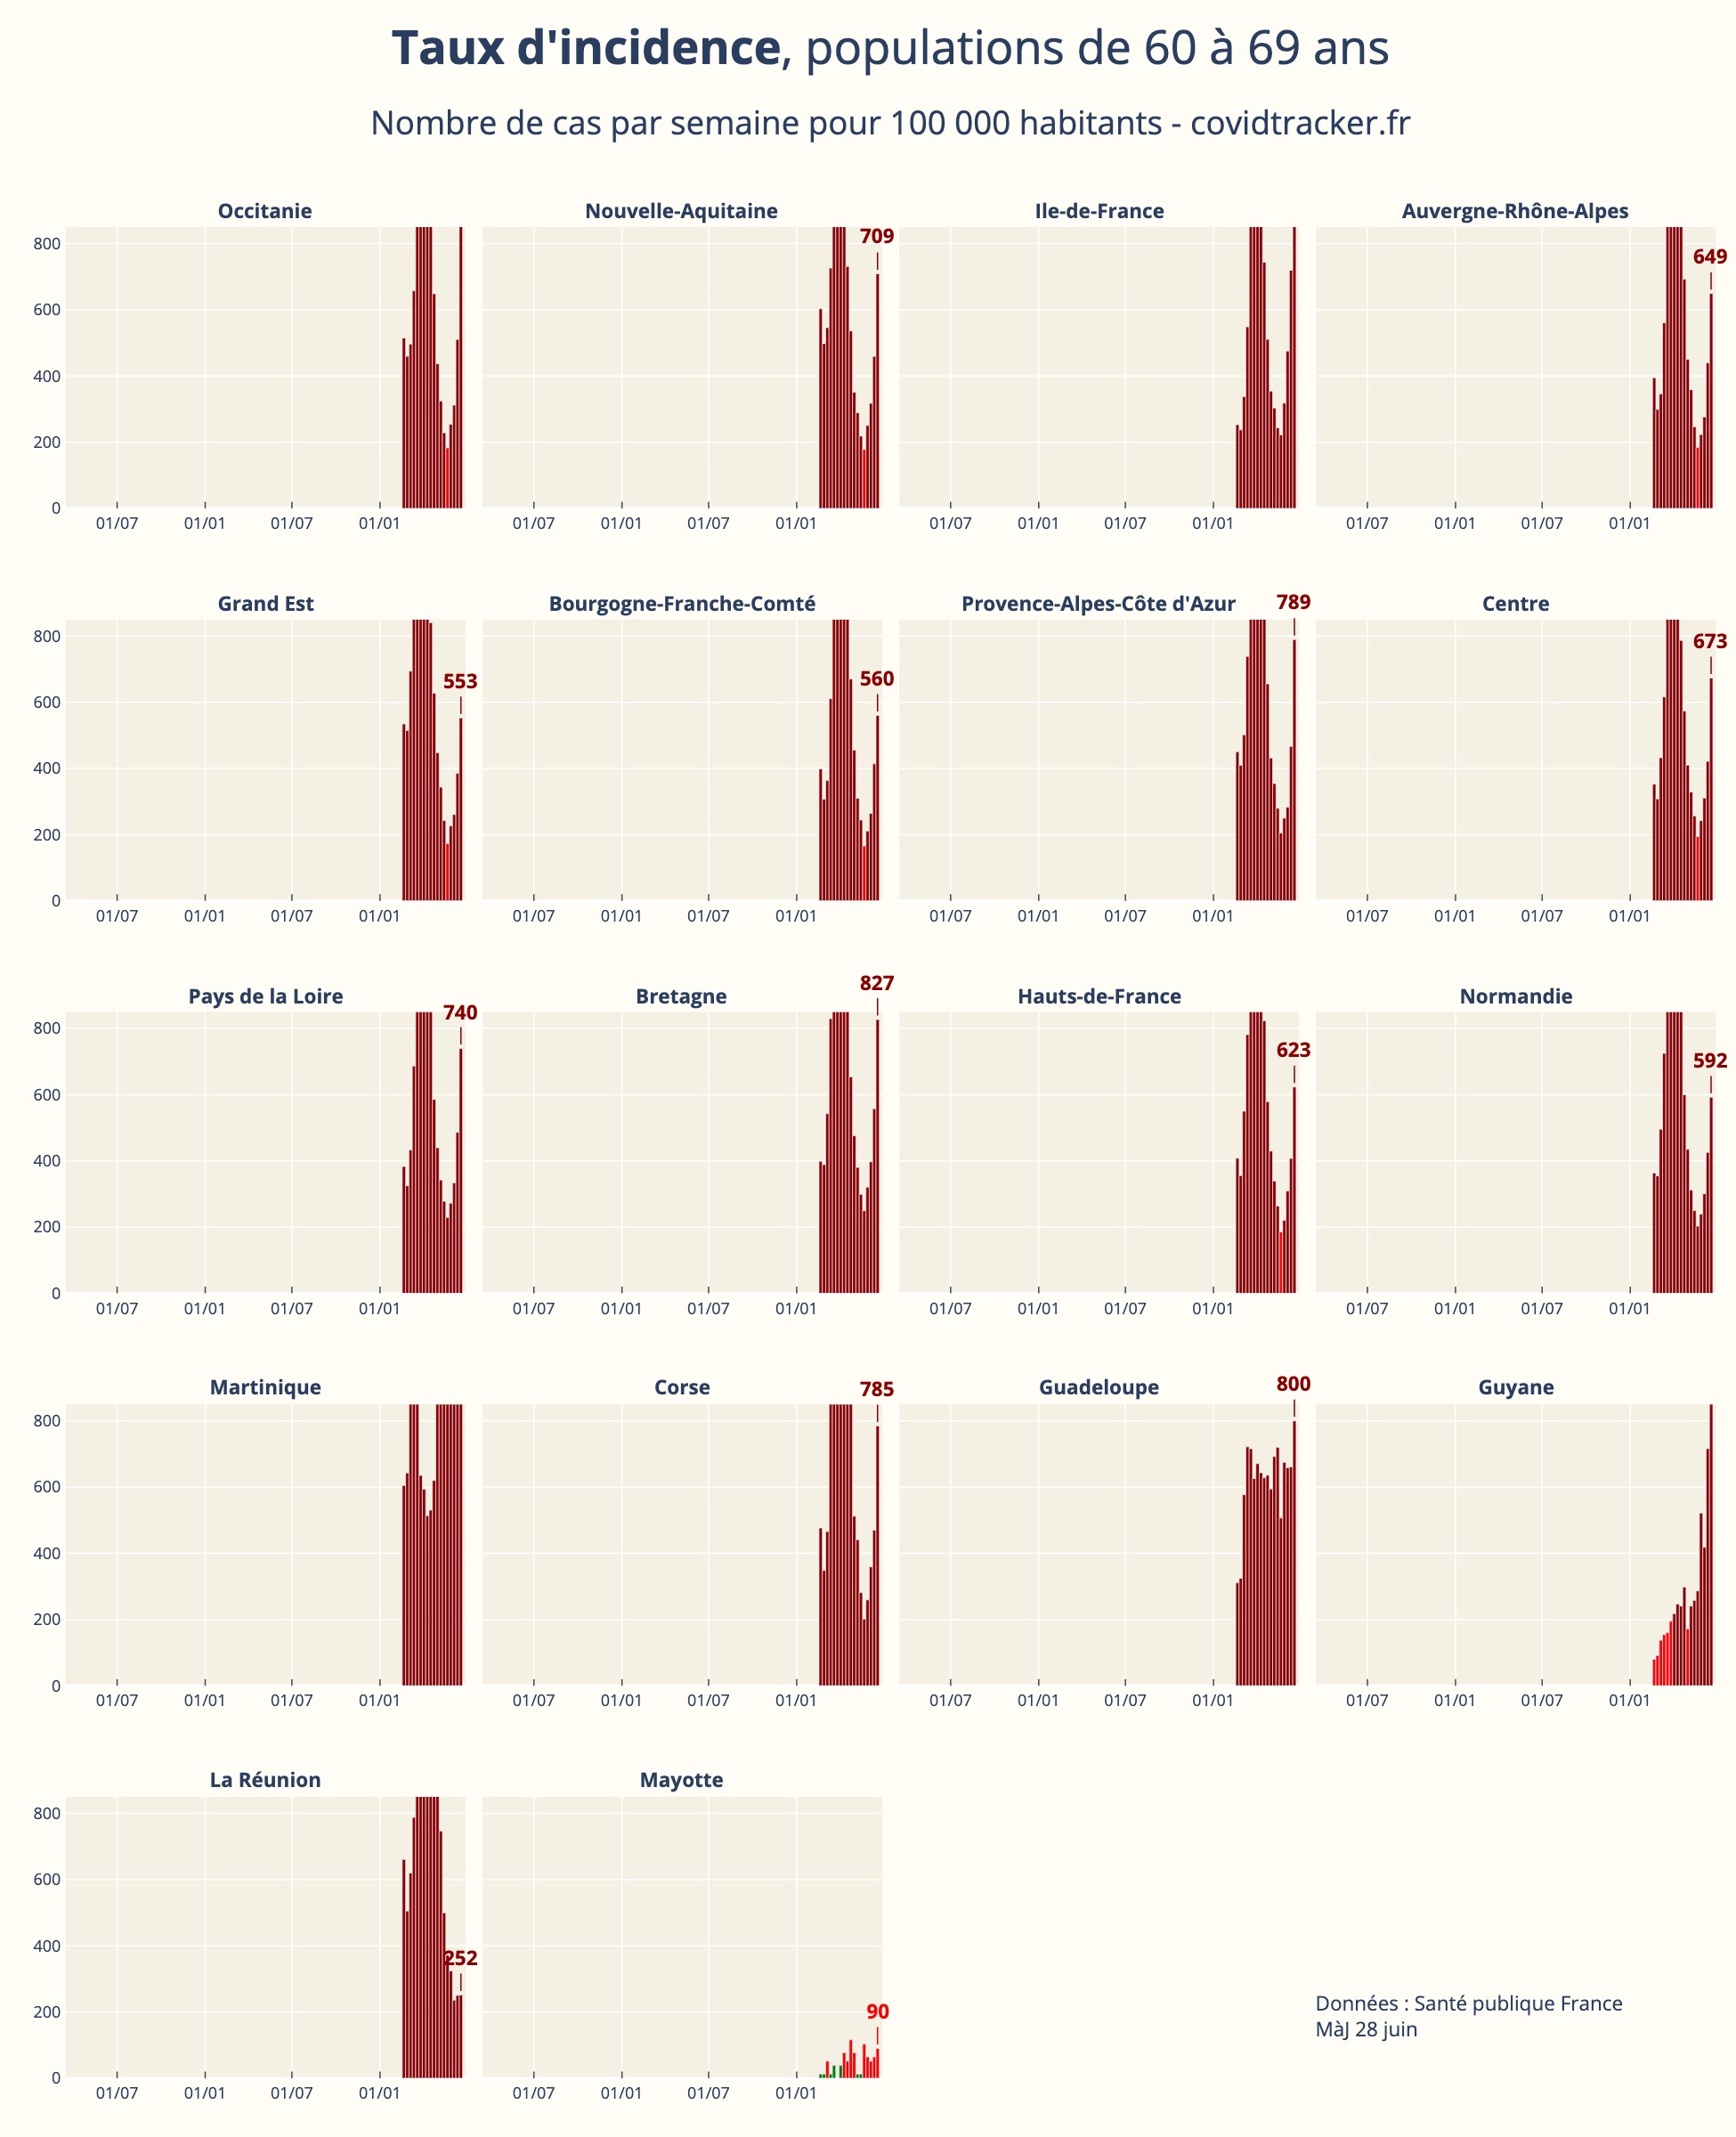 Taux d'incidence, populations de 60 à 69 ans
Nombre de cas par semaine pour 100 000 habitants - covidtracker.fr
Occitanie
800
600
400
200
0
01/07 01/01 01/07 01/01
Nouvelle-Aquitaine
709
01/07 01/01 01/07 01/01
Ile-de-France
01/07 01/01 01/07 01/01
Auvergne-Rhône-Alpes
649
01/07 01/01 01/07 01/01
Grand Est
800
600
400
200
0
553
01/07 01/01 01/07 01/01
Bourgogne-Franche-Comté
560
01/07 01/01 01/07 01/01
Provence-Alpes-Côte d'Azur
789
01/07 01/01 01/07 01/01
Centre
673
01/07 01/01 01/07 01/01
Pays de la Loire
800
600
400
200
0
740
01/07 01/01 01/07 01/01
Bretagne
827
01/07 01/01 01/07 01/01
Hauts-de-France
623
01/07 01/01 01/07 01/01
Normandie
592
01/07 01/01 01/07 01/01
Martinique
800
600
400
200
0
01/07 01/01 01/07 01/01
Corse
785
01/07 01/01 01/07 01/01
Guadeloupe
800
01/07 01/01 01/07 01/01
Guyane
01/07 01/01 01/07 01/01
La Réunion
800
600
400
200
0
252
01/07 01/01 01/07 01/01
Mayotte
90
01/07 01/01 01/07 01/01
Données : Santé publique France
MàJ 28 juin